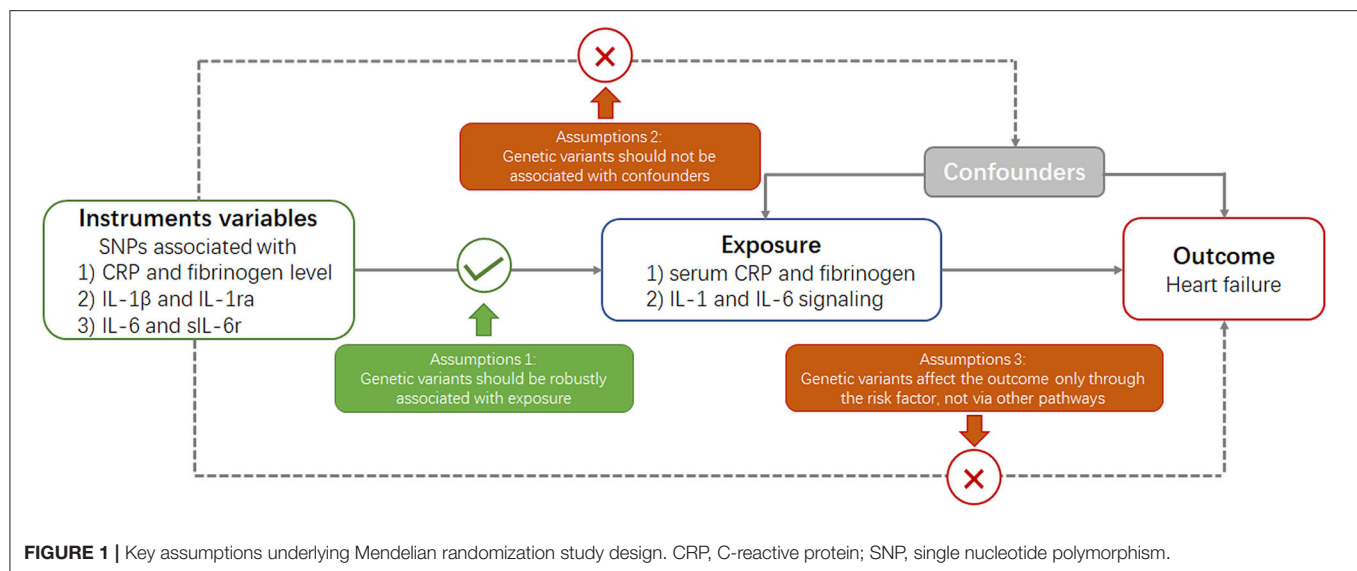 Assumptions 2:
Genetic variants should not be
associated with confounders
Confounders
Instruments variables
SNPs associated with
1) CRP and fibrinogen level
2) IL-1β and IL-1ra
3) IL-6 and sIL-6r
Exposure
1) serum CRP and fibrinogen
2) IL-1 and IL-6 signaling
Outcome
Heart failure
Assumptions 1:
Genetic variants should be robustly
associated with exposure
Assumptions 3:
Genetic variants affect the outcome only through
the risk factor, not via other pathways
FIGURE 1 | Key assumptions underlying Mendelian randomization study design. CRP, C-reactive protein; SNP, single nucleotide polymorphism.